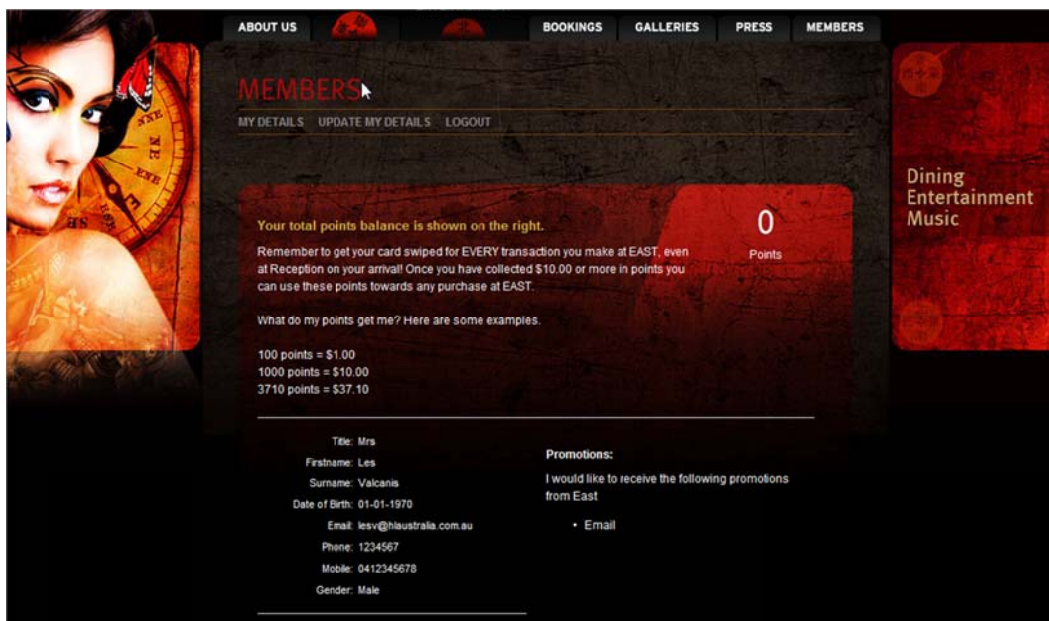 ABOUT US
BOOKINGS
GALLERIES
PRESS
MEMBERS
MEMBERS
MY DETAILS UPDATE MY DETAILS LOGOUT
Your total points balance is shown on the right.
Remember to get your card swiped for EVERY transaction you make at EAST, even
at Reception on your arrival! Once you have collected $10.00 or more in points you
can use these points towards any purchase at EAST.
What do my points get me? Here are some examples.
100 points = $1.00
1000 points = $10.00
3710 points = $37.10
0
Points
Title: Mrs
Firstname: Les
Surname: Valcanis
Date of Birth: 01-01-1970
Email: lesv@hlaustralia.com.au
Phone: 1234567
Mobile: 0412345678
Gender: Male
Promotions:
I would like to receive the following promotions
from East
• Email
Dining
Entertainment
Music
NNE
NE
ENE
E